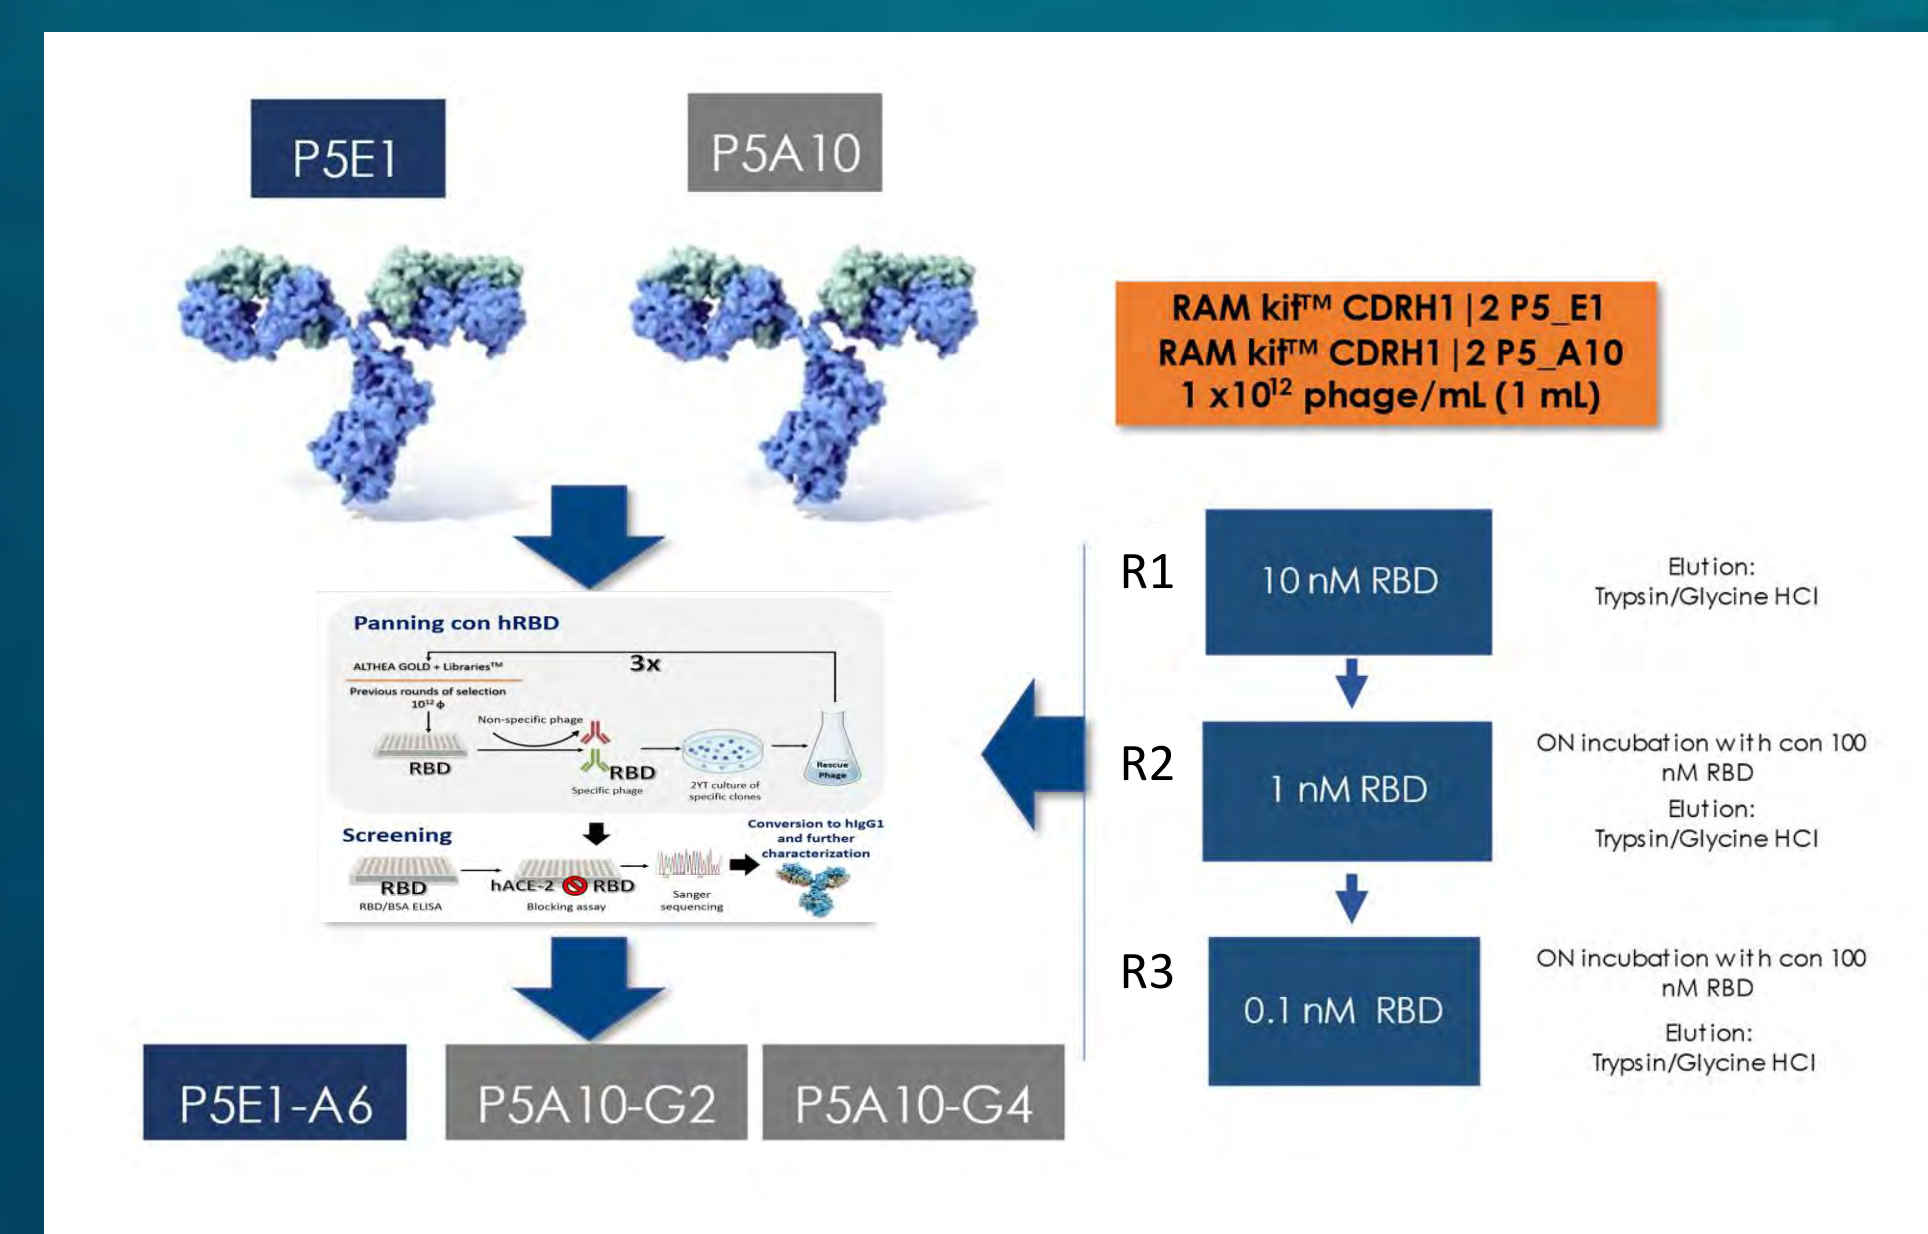 P5E1
P5A10
RAM kit™ CDRH1|2 P5_E1
RAM kit™ CDRH1|2 P5_A10
1 x10¹² phage/mL (1 mL)
Panning con hRBD
ALTHEA GOLD + Libraries™
3x
Previous rounds of selection
10¹² ϕ
Non-specific phage
RBD
RBD
Specific phage
2YT culture of
specific clones
Rescue
Phage
Screening
Conversion to hIgG1
and further
characterization
RBD
RBD/BSA ELISA
hACE-2 RBD
Blocking assay
Sanger
sequencing
P5E1-A6
P5A10-G2
P5A10-G4
R1
10 nM RBD
Elution:
Trypsin/Glycine HCl
R2
1 nM RBD
ON incubation with con 100
nM RBD
Elution:
Trypsin/Glycine HCl
R3
0.1 nM RBD
ON incubation with con 100
nM RBD
Elution:
Trypsin/Glycine HCl